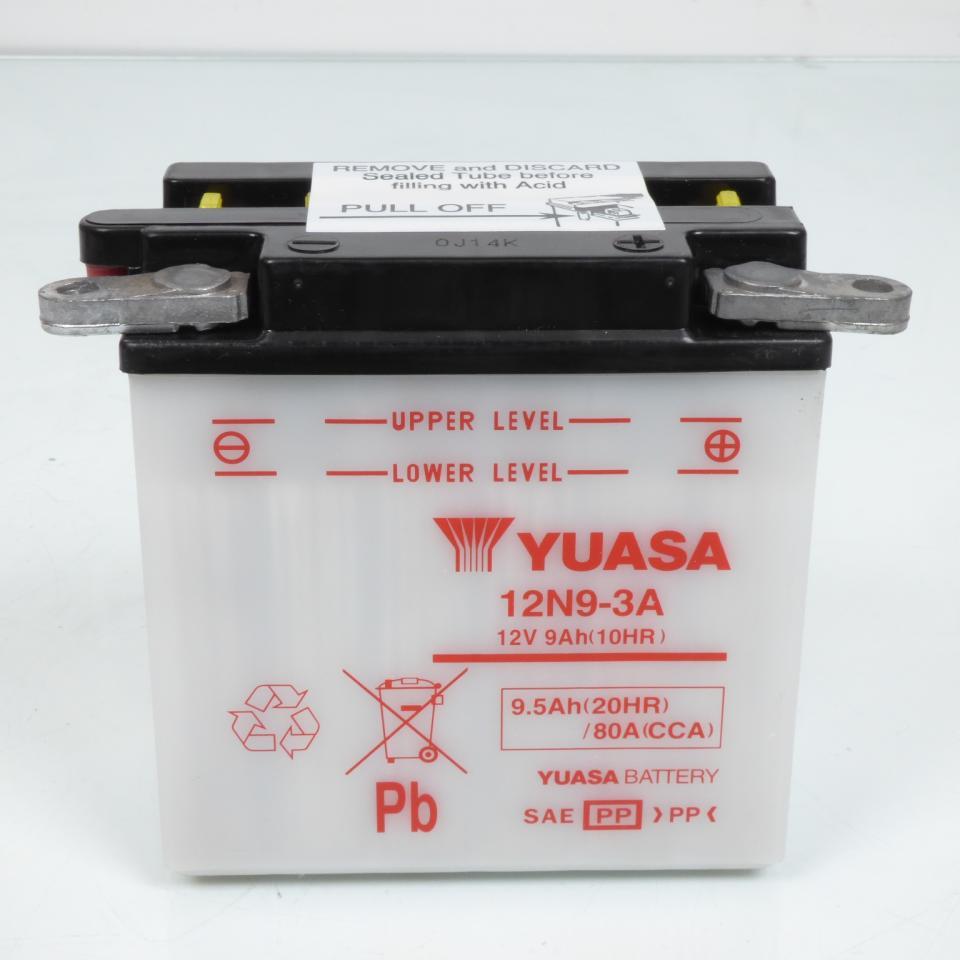 REMOVE and DISCARD
Sealed Tube before
filling with Acid
PULL OFF
0J14K
UPPER LEVEL
LOWER LEVEL
YUASA
12N9-3A
12V 9Ah(10HR)
9.5Ah(20HR)
/80A(CCA)
Pb
YUASA BATTERY
SAE PP >PP<